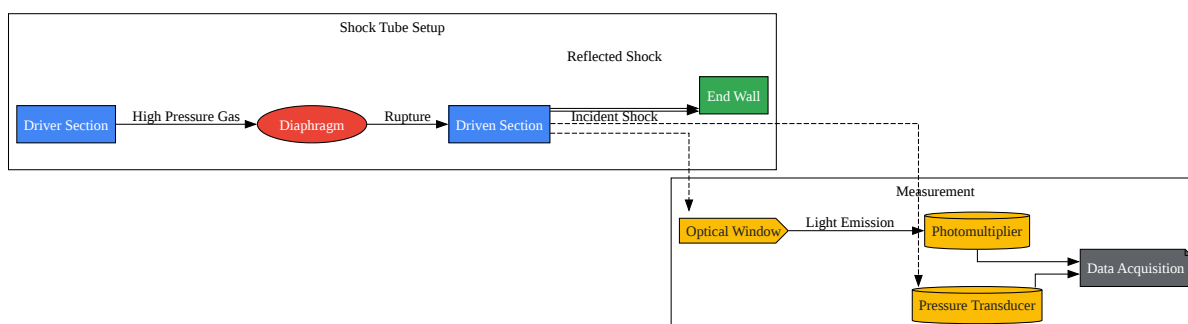 Shock Tube Setup
Reflected Shock
End Wall
Driver Section
High Pressure Gas
Diaphragm
Rupture
Driven Section
Incident Shock
Measurement
Optical Window
Light Emission
Photomultiplier
Data Acquisition
Pressure Transducer